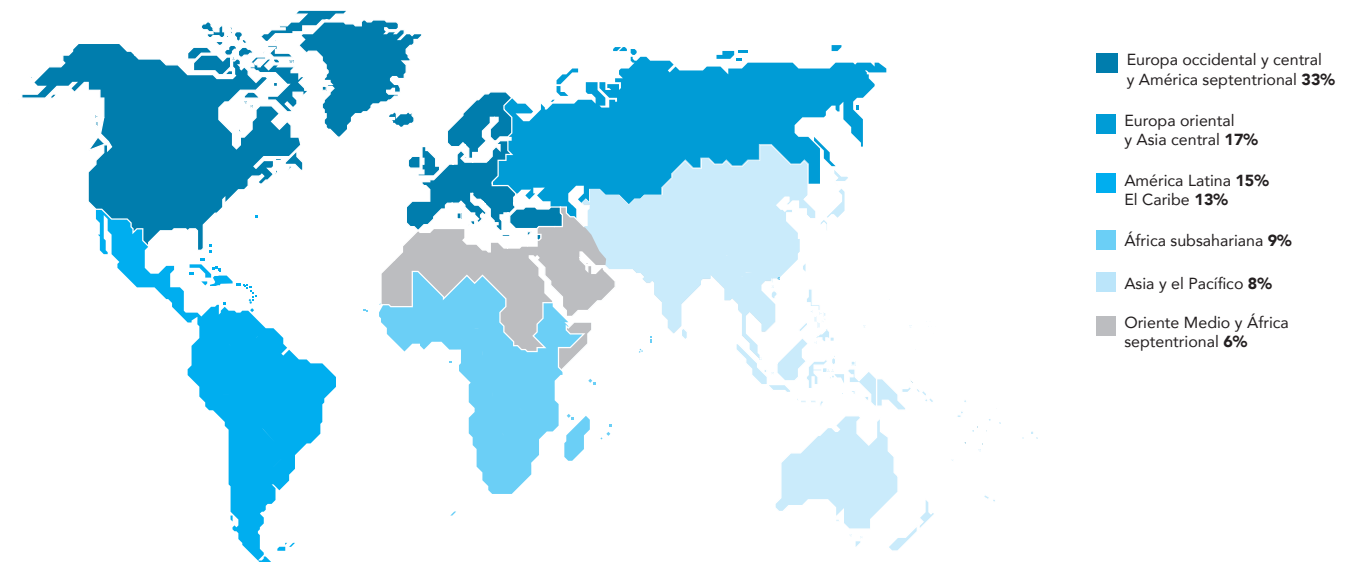 Europa occidental y central
y América septentrional 33%
Europa oriental
y Asia central 17%
América Latina 15%
El Caribe 13%
África subsahariana 9%
Asia y el Pacífico 8%
Oriente Medio y África
septentrional 6%